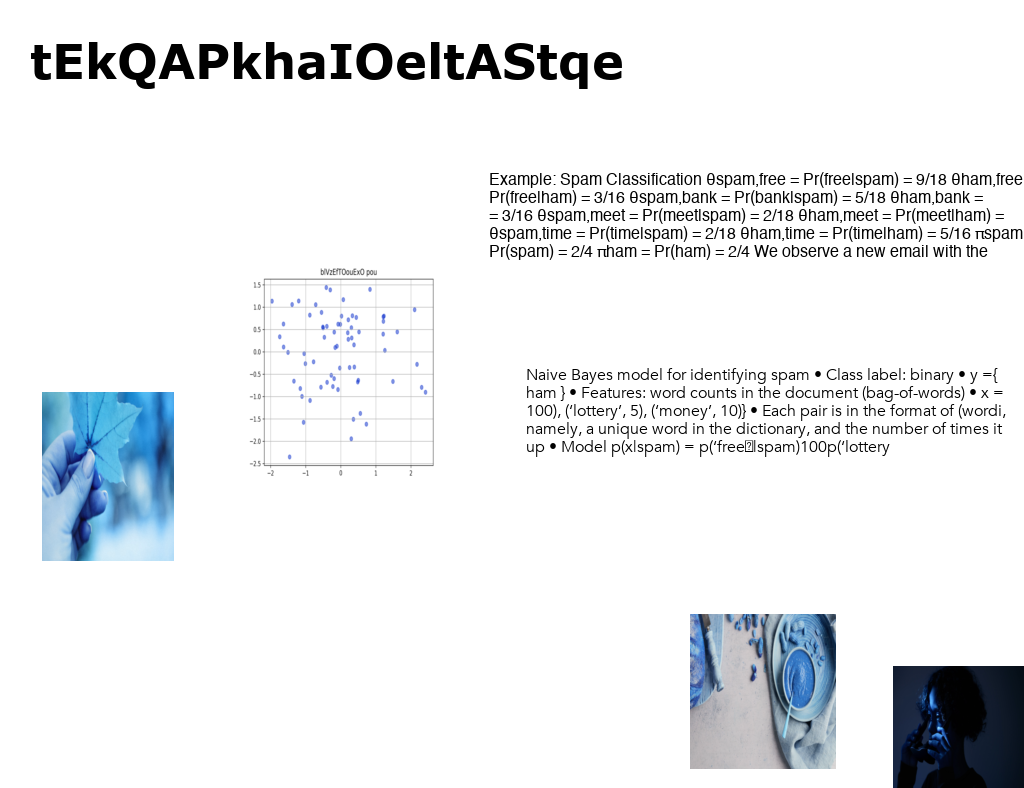 tEkQAPkhaIOeltAStqe
Example: Spam Classification θspam,free = Pr(free|spam) = 9/18 θham,free
Pr(free|ham) = 3/16 θspam,bank = Pr(bank|spam) = 5/18 θham,bank =
= 3/16 θspam,meet = Pr(meet|spam) = 2/18 θham,meet = Pr(meet|ham) =
θspam,time = Pr(time|spam) = 2/18 θham,time = Pr(time|ham) = 5/16 πspam
Pr(spam) = 2/4 πham = Pr(ham) = 2/4 We observe a new email with the
blVzEfTOouExO pou
1.5
1.0
0.5
0.0
−0.5
−1.0
−1.5
−2.0
−2.5
−2 −1 0 1 2
Naive Bayes model for identifying spam • Class label: binary • y ={
ham } • Features: word counts in the document (bag-of-words) • x =
100), (‘lottery’, 5), (‘money’, 10)} • Each pair is in the format of (wordi,
namely, a unique word in the dictionary, and the number of times it
up • Model p(x|spam) = p(‘free|spam)100p(‘lottery